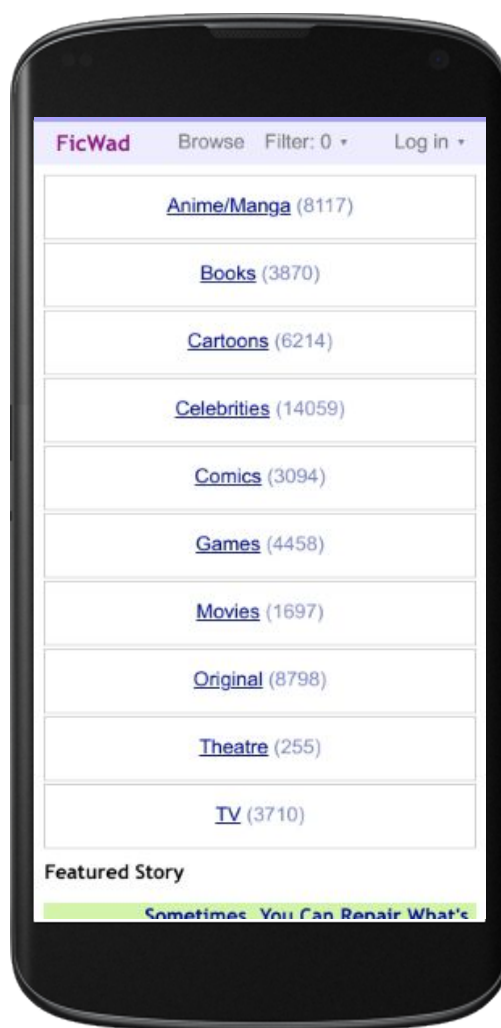 FicWad Browse Filter: 0 ▾ Log in ▾
Anime/Manga (8117)
Books (3870)
Cartoons (6214)
Celebrities (14059)
Comics (3094)
Games (4458)
Movies (1697)
Original (8798)
Theatre (255)
TV (3710)
Featured Story
Sometimes, You Can Repair What's